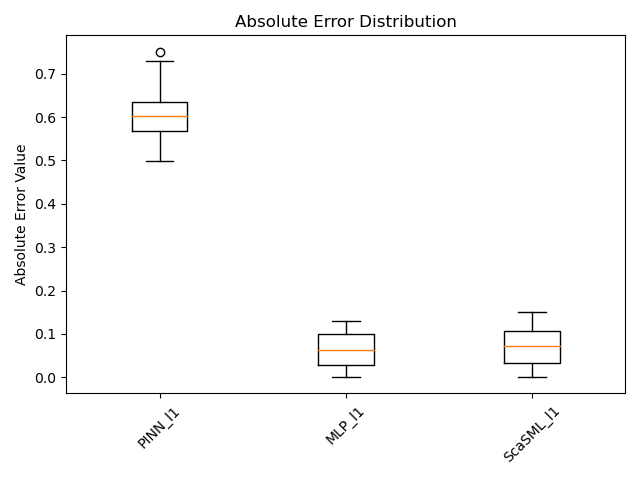 Absolute Error Distribution
Absolute Error Value
0.7
0.6
0.5
0.4
0.3
0.2
0.1
0.0
PINN_l1
MLP_l1
ScaSML_l1